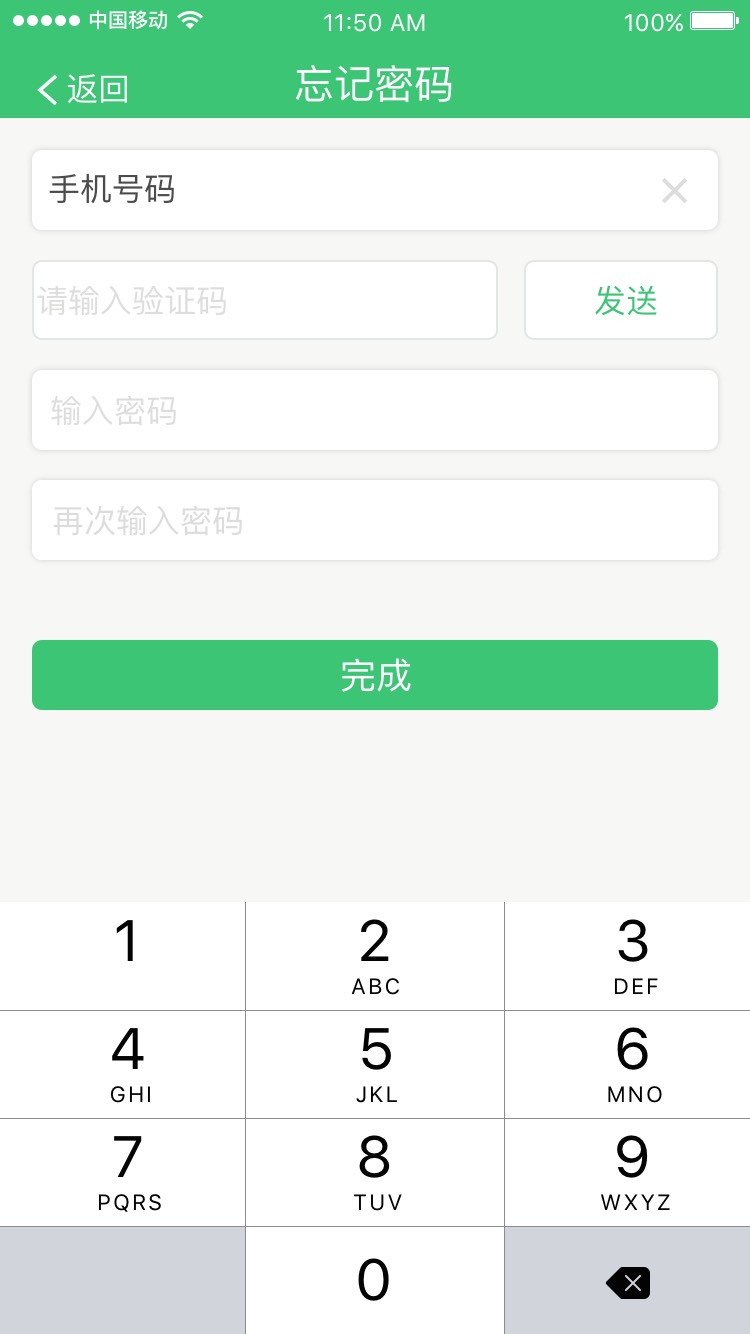 中国移动 11:50 AM 100%
返回 忘记密码
手机号码
请输入验证码 发送
输入密码
再次输入密码
完成
1 2 3
ABC DEF
4 5 6
GHI JKL MNO
7 8 9
PQRS TUV WXYZ
0